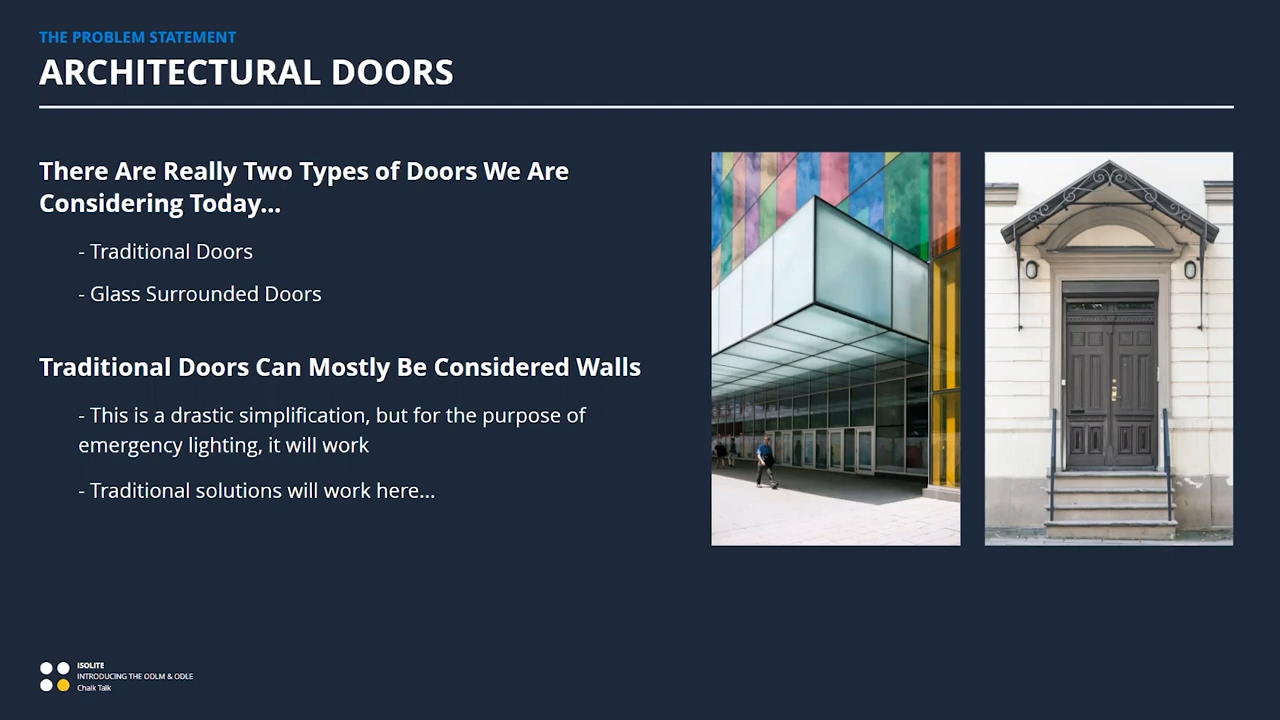 THE PROBLEM STATEMENT
ARCHITECTURAL DOORS
There Are Really Two Types of Doors We Are
Considering Today...
- Traditional Doors
- Glass Surrounded Doors
Traditional Doors Can Mostly Be Considered Walls
- This is a drastic simplification, but for the purpose of
emergency lighting, it will work
- Traditional solutions will work here...
ISOLITE
INTRODUCING THE ODLM & ODLE
Chalk Talk